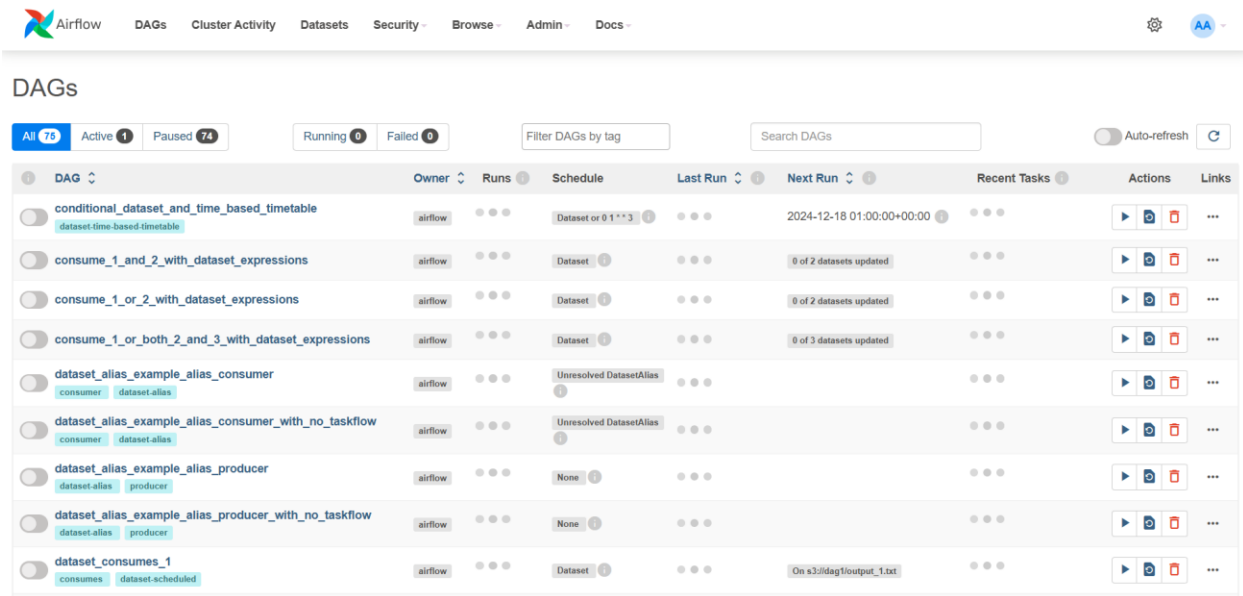 Airflow DAGs Cluster Activity Datasets Security Browse Admin Docs AA
DAGs
All 75 Active 1 Paused 74 Running 0 Failed 0 Filter DAGs by tag Search DAGs Auto-refresh
DAG Owner Runs Schedule Last Run Next Run Recent Tasks Actions Links
conditional_dataset_and_time_based_timetable
dataset-time-based-timetable
airflow Dataset or 0 1 * * 3 2024-12-18 01:00:00+00:00
consume_1_and_2_with_dataset_expressions airflow Dataset 0 of 2 datasets updated
consume_1_or_2_with_dataset_expressions airflow Dataset 0 of 2 datasets updated
consume_1_or_both_2_and_3_with_dataset_expressions airflow Dataset 0 of 3 datasets updated
dataset_alias_example_alias_consumer
consumer dataset-alias
airflow Unresolved DatasetAlias
dataset_alias_example_alias_consumer_with_no_taskflow
consumer dataset-alias
airflow Unresolved DatasetAlias
dataset_alias_example_alias_producer
dataset-alias producer
airflow None
dataset_alias_example_alias_producer_with_no_taskflow
dataset-alias producer
airflow None
dataset_consumes_1
consumes dataset-scheduled
airflow Dataset On s3://dag1/output_1.txt